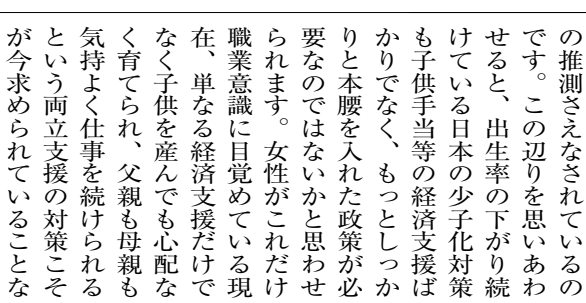 の推測さえなされているの
です。この辺りを思いあわ
せると、出生率の下がり続
けている日本の少子化対策
も子供手当等の経済支援ば
かりでなく、もっとしっか
りと本腰を入れた政策が必
要なのではないかと思わせ
られます。女性がこれだけ
職業意識に目覚めている現
在、単なる経済支援だけで
なく子供を産んでも心配な
く育てられ、父親も母親も
気持よく仕事を続けられる
という両立支援の対策こそ
が今求められていることな